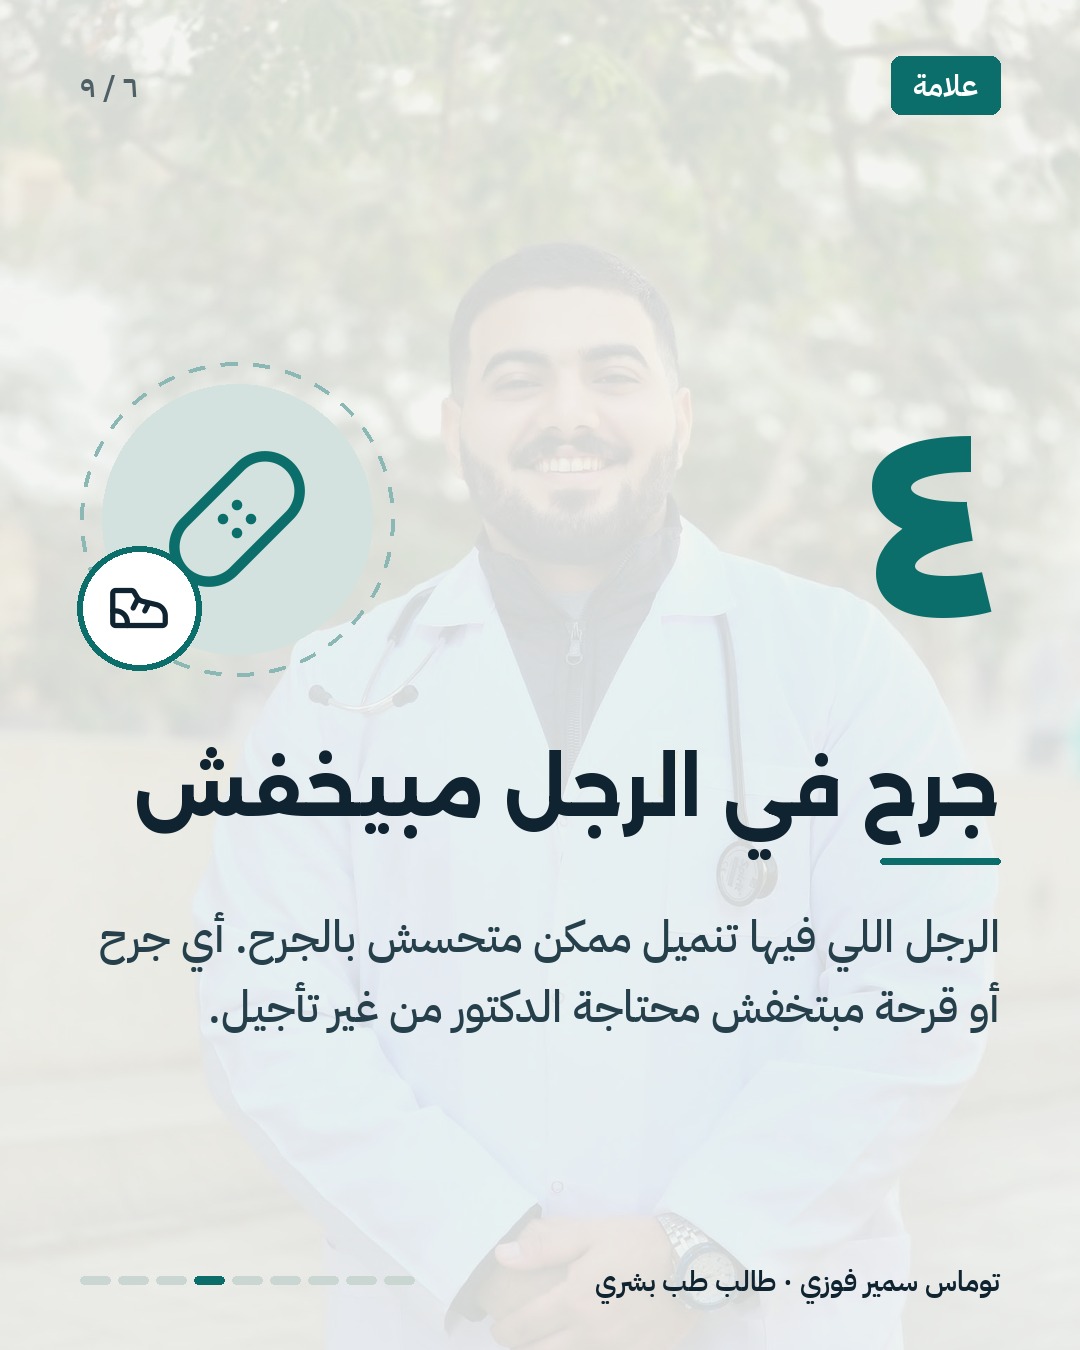 علامة
٦ / ٩
٤
جرح في الرجل مبيخفش
الرجل اللي فيها تنميل ممكن متحسش بالجرح. أي جرح
أو قرحة مبتخفش محتاجة الدكتور من غير تأجيل.
توماس سمير فوزي · طالب طب بشري